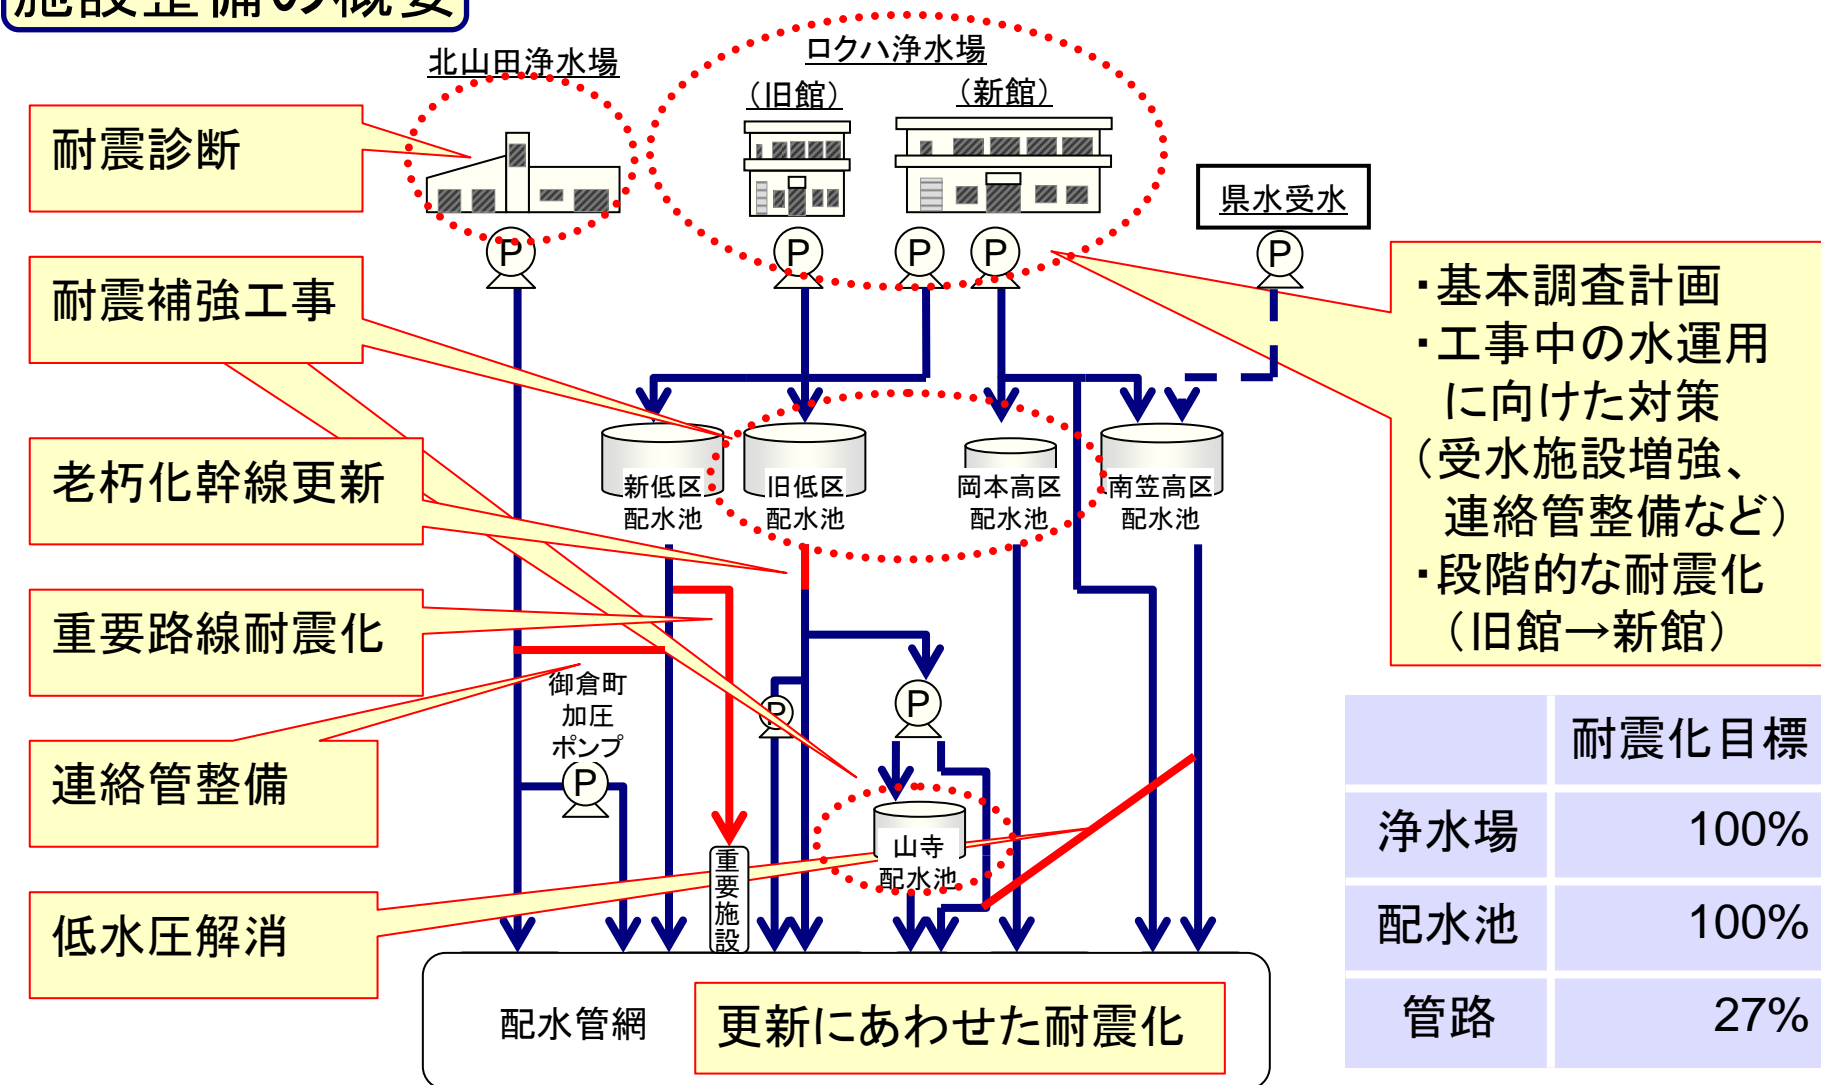 施設整備の概要
北山田浄水場
ロクハ浄水場
（旧館）
（新館）
県水受水
耐震診断
耐震補強工事
老朽化幹線更新
重要路線耐震化
連絡管整備
低水圧解消
P
P
P
P
P
・基本調査計画
・工事中の水運用
に向けた対策
（受水施設増強、
連絡管整備など）
・段階的な耐震化
（旧館→新館）
新低区
配水池
旧低区
配水池
岡本高区
配水池
南笠高区
配水池
御倉町
加圧
ポンプ
P
P
P
山寺
配水池
重要施設
配水管網
更新にあわせた耐震化
耐震化目標
浄水場 100%
配水池 100%
管路 27%